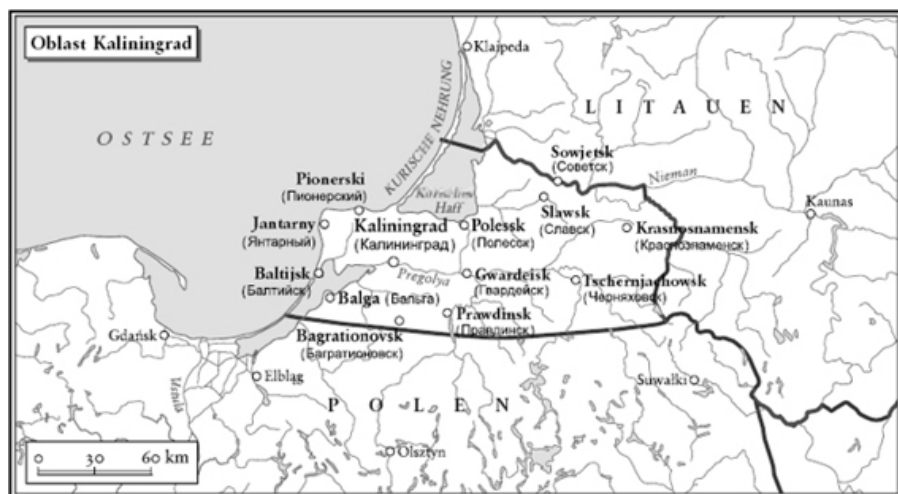 Oblast Kaliningrad
Klajpeda
LITAUEN
OSTSEE
KURISCHE NEHRUNG
Sowjetsk
(Советск)
Nieman
Pionerski
(Пионерский)
Haff
Kaunas
Slawsk
(Славск)
Jantarny
(Янтарный)
Kaliningrad
(Калининград)
Polessk
(Полесск)
Krasnosnamensk
(Краснознаменск)
Baltijsk
(Балтийск)
Pregolya
Gwardeisk
(Гвардейск)
Tschernjachowsk
(Черняховск)
Balga (Бальга)
Prawdinsk
(Правдинск)
Gdańsk
Bagrationovsk
(Багратионовск)
Elbląg
Suwałki
POLEN
Olsztyn
0 30 60 km